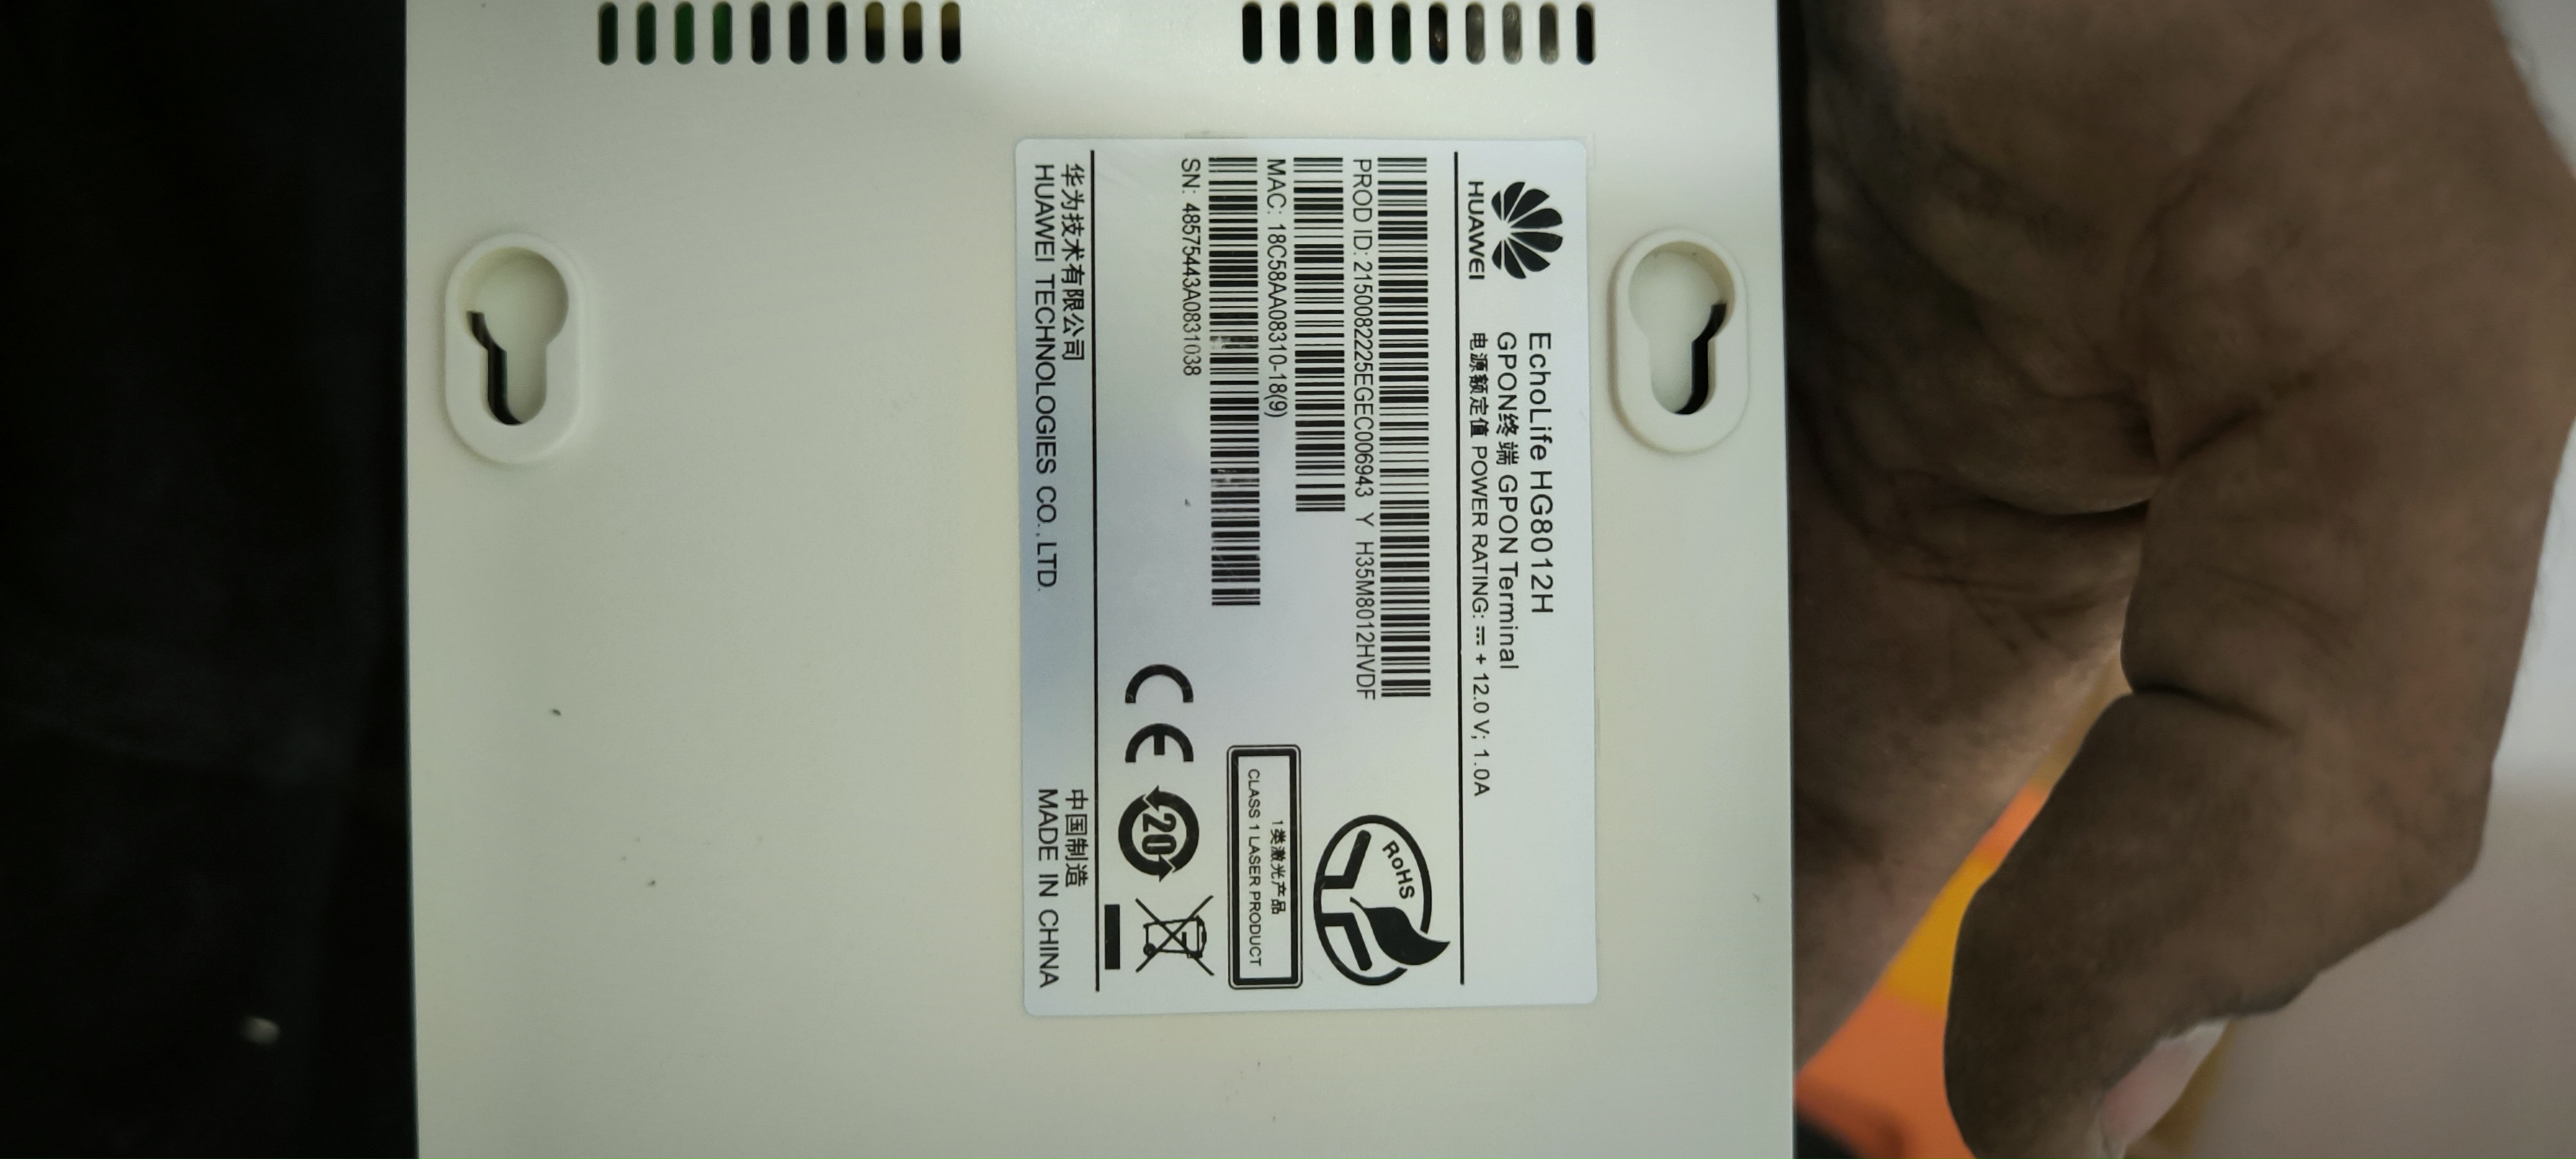 HUAWEI
EchoLife HG8012H
GPON终端 GPON Terminal
电源额定值 POWER RATING: ⎓ + 12.0 V; 1.0A
PROD ID: 2150082225EGEC006943 Y H35M8012HVDF
MAC: 18C58AA08310-18(9)
SN: 48575443A0831038
RoHS
1类激光产品
CLASS 1 LASER PRODUCT
CE
20
华为技术有限公司
HUAWEI TECHNOLOGIES CO., LTD.
中国制造
MADE IN CHINA